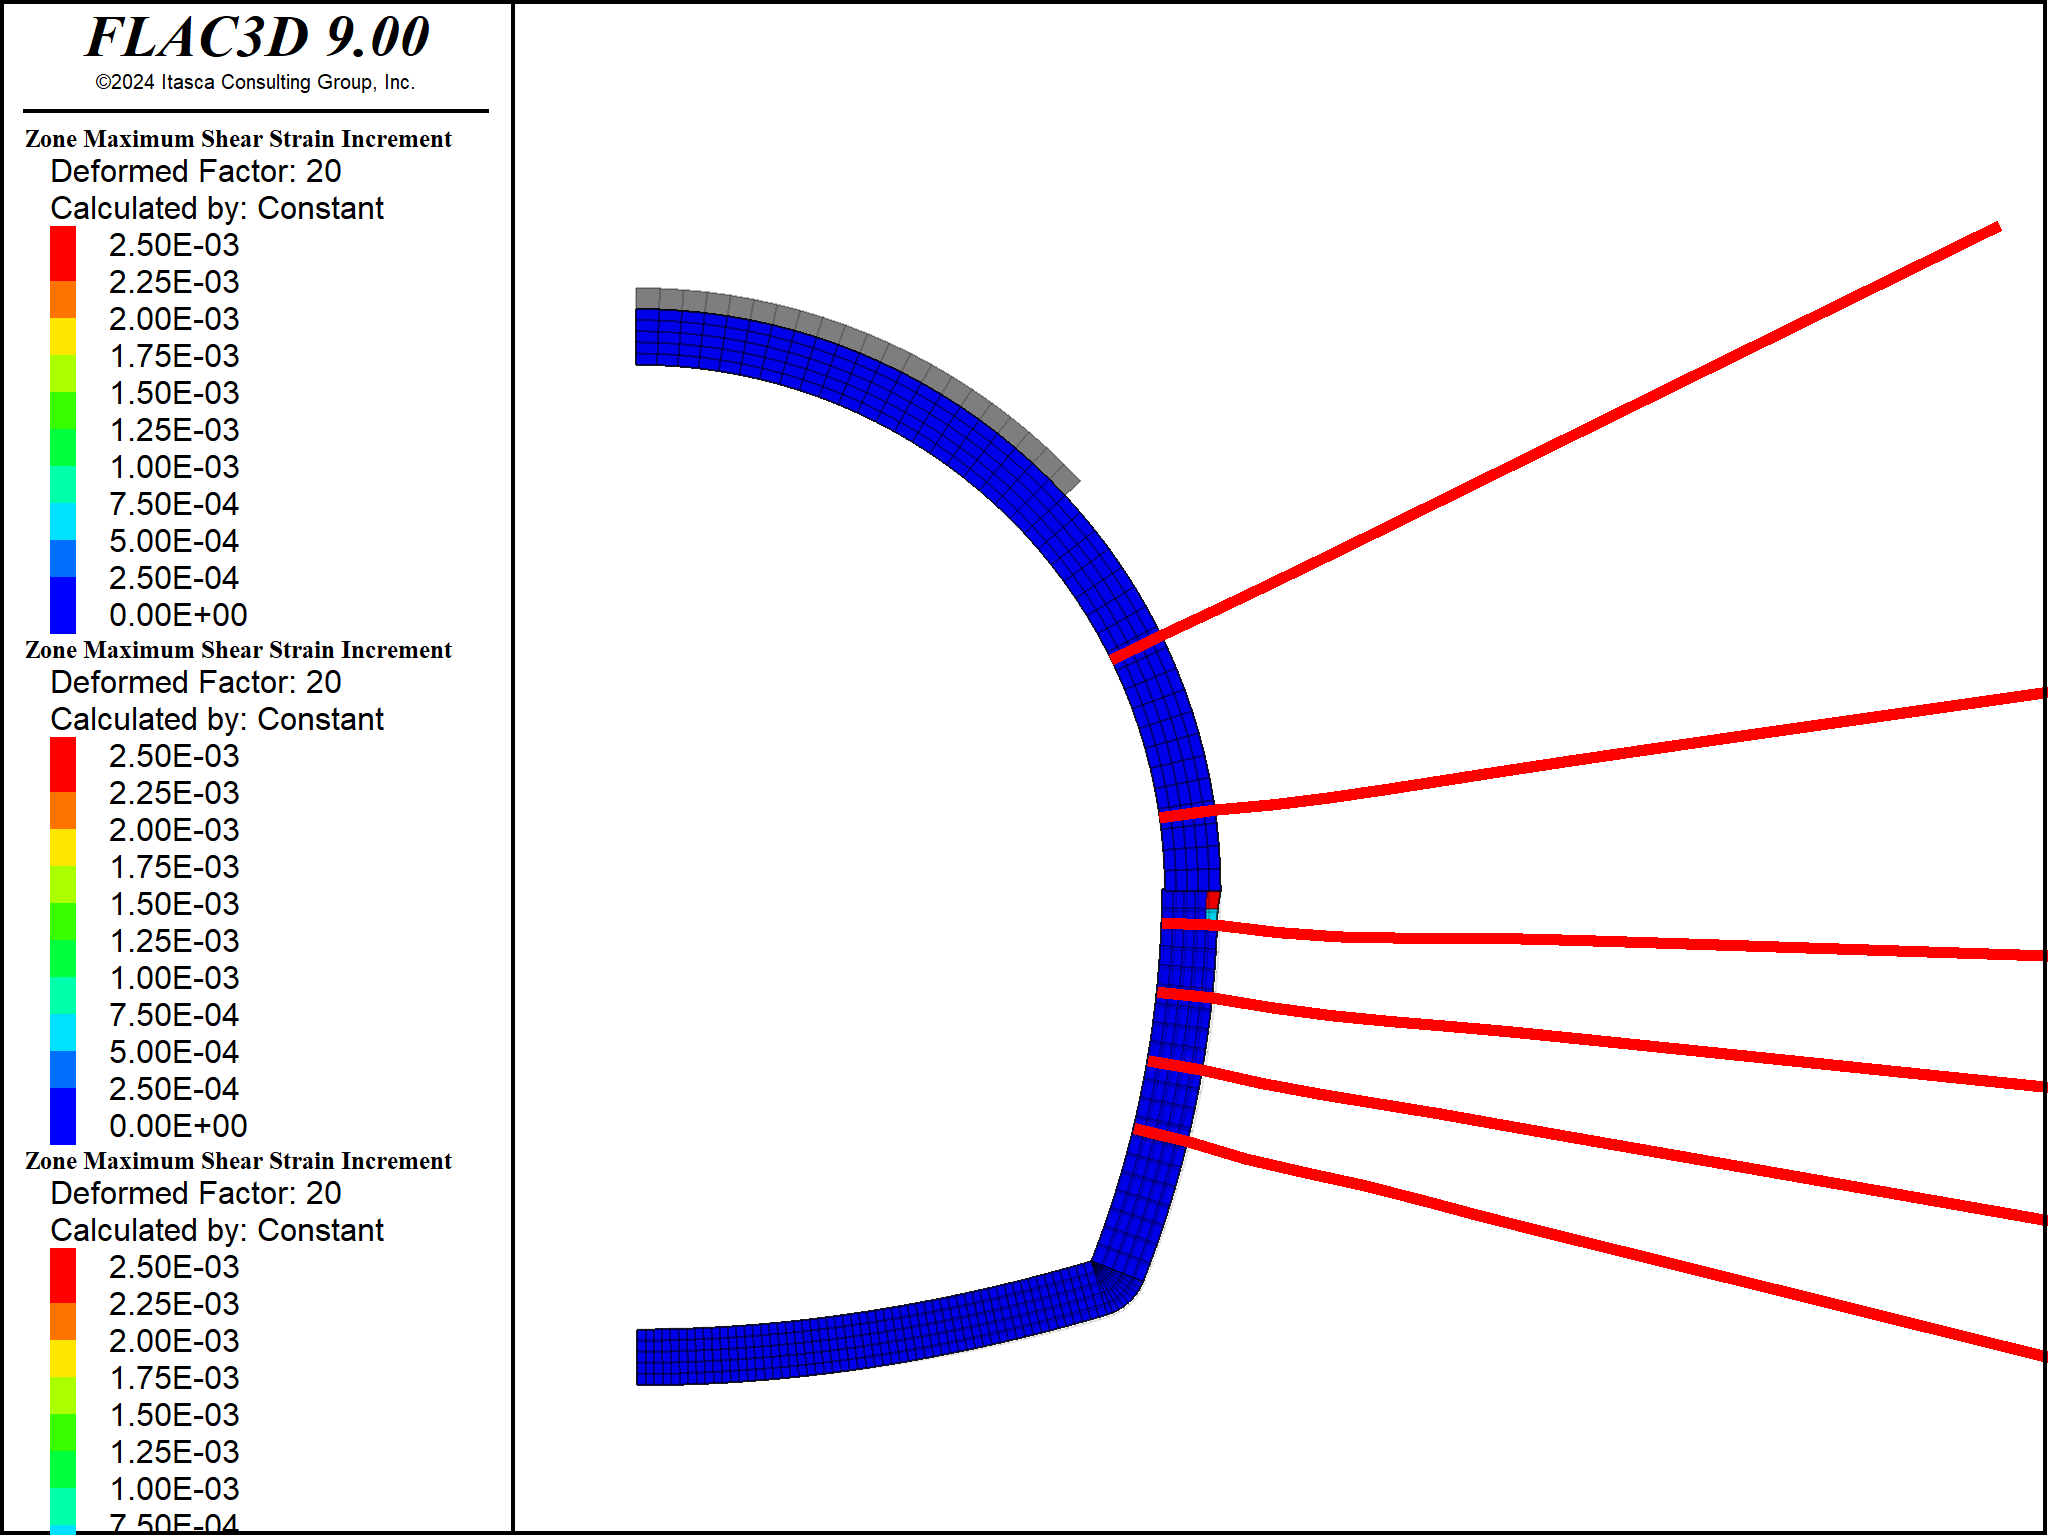 FLAC3D 9.00
©2024 Itasca Consulting Group, Inc.
Zone Maximum Shear Strain Increment
Deformed Factor: 20
Calculated by: Constant
2.50E-03
2.25E-03
2.00E-03
1.75E-03
1.50E-03
1.25E-03
1.00E-03
7.50E-04
5.00E-04
2.50E-04
0.00E+00
Zone Maximum Shear Strain Increment
Deformed Factor: 20
Calculated by: Constant
2.50E-03
2.25E-03
2.00E-03
1.75E-03
1.50E-03
1.25E-03
1.00E-03
7.50E-04
5.00E-04
2.50E-04
0.00E+00
Zone Maximum Shear Strain Increment
Deformed Factor: 20
Calculated by: Constant
2.50E-03
2.25E-03
2.00E-03
1.75E-03
1.50E-03
1.25E-03
1.00E-03
7.50E-04